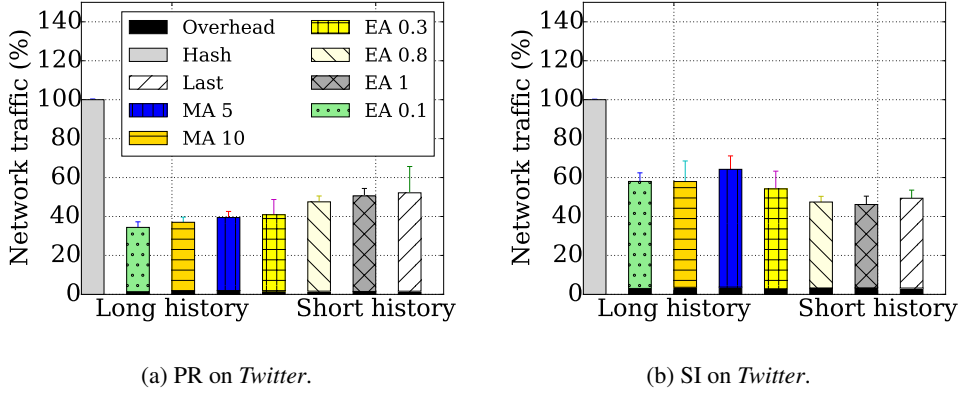 Network traffic (%)
140
120
100
80
60
40
20
0
Overhead
Hash
Last
MA 5
MA 10
EA 0.3
EA 0.8
EA 1
EA 0.1
Long history
Short history
(a) PR on Twitter.
Network traffic (%)
140
120
100
80
60
40
20
0
Long history
Short history
(b) SI on Twitter.